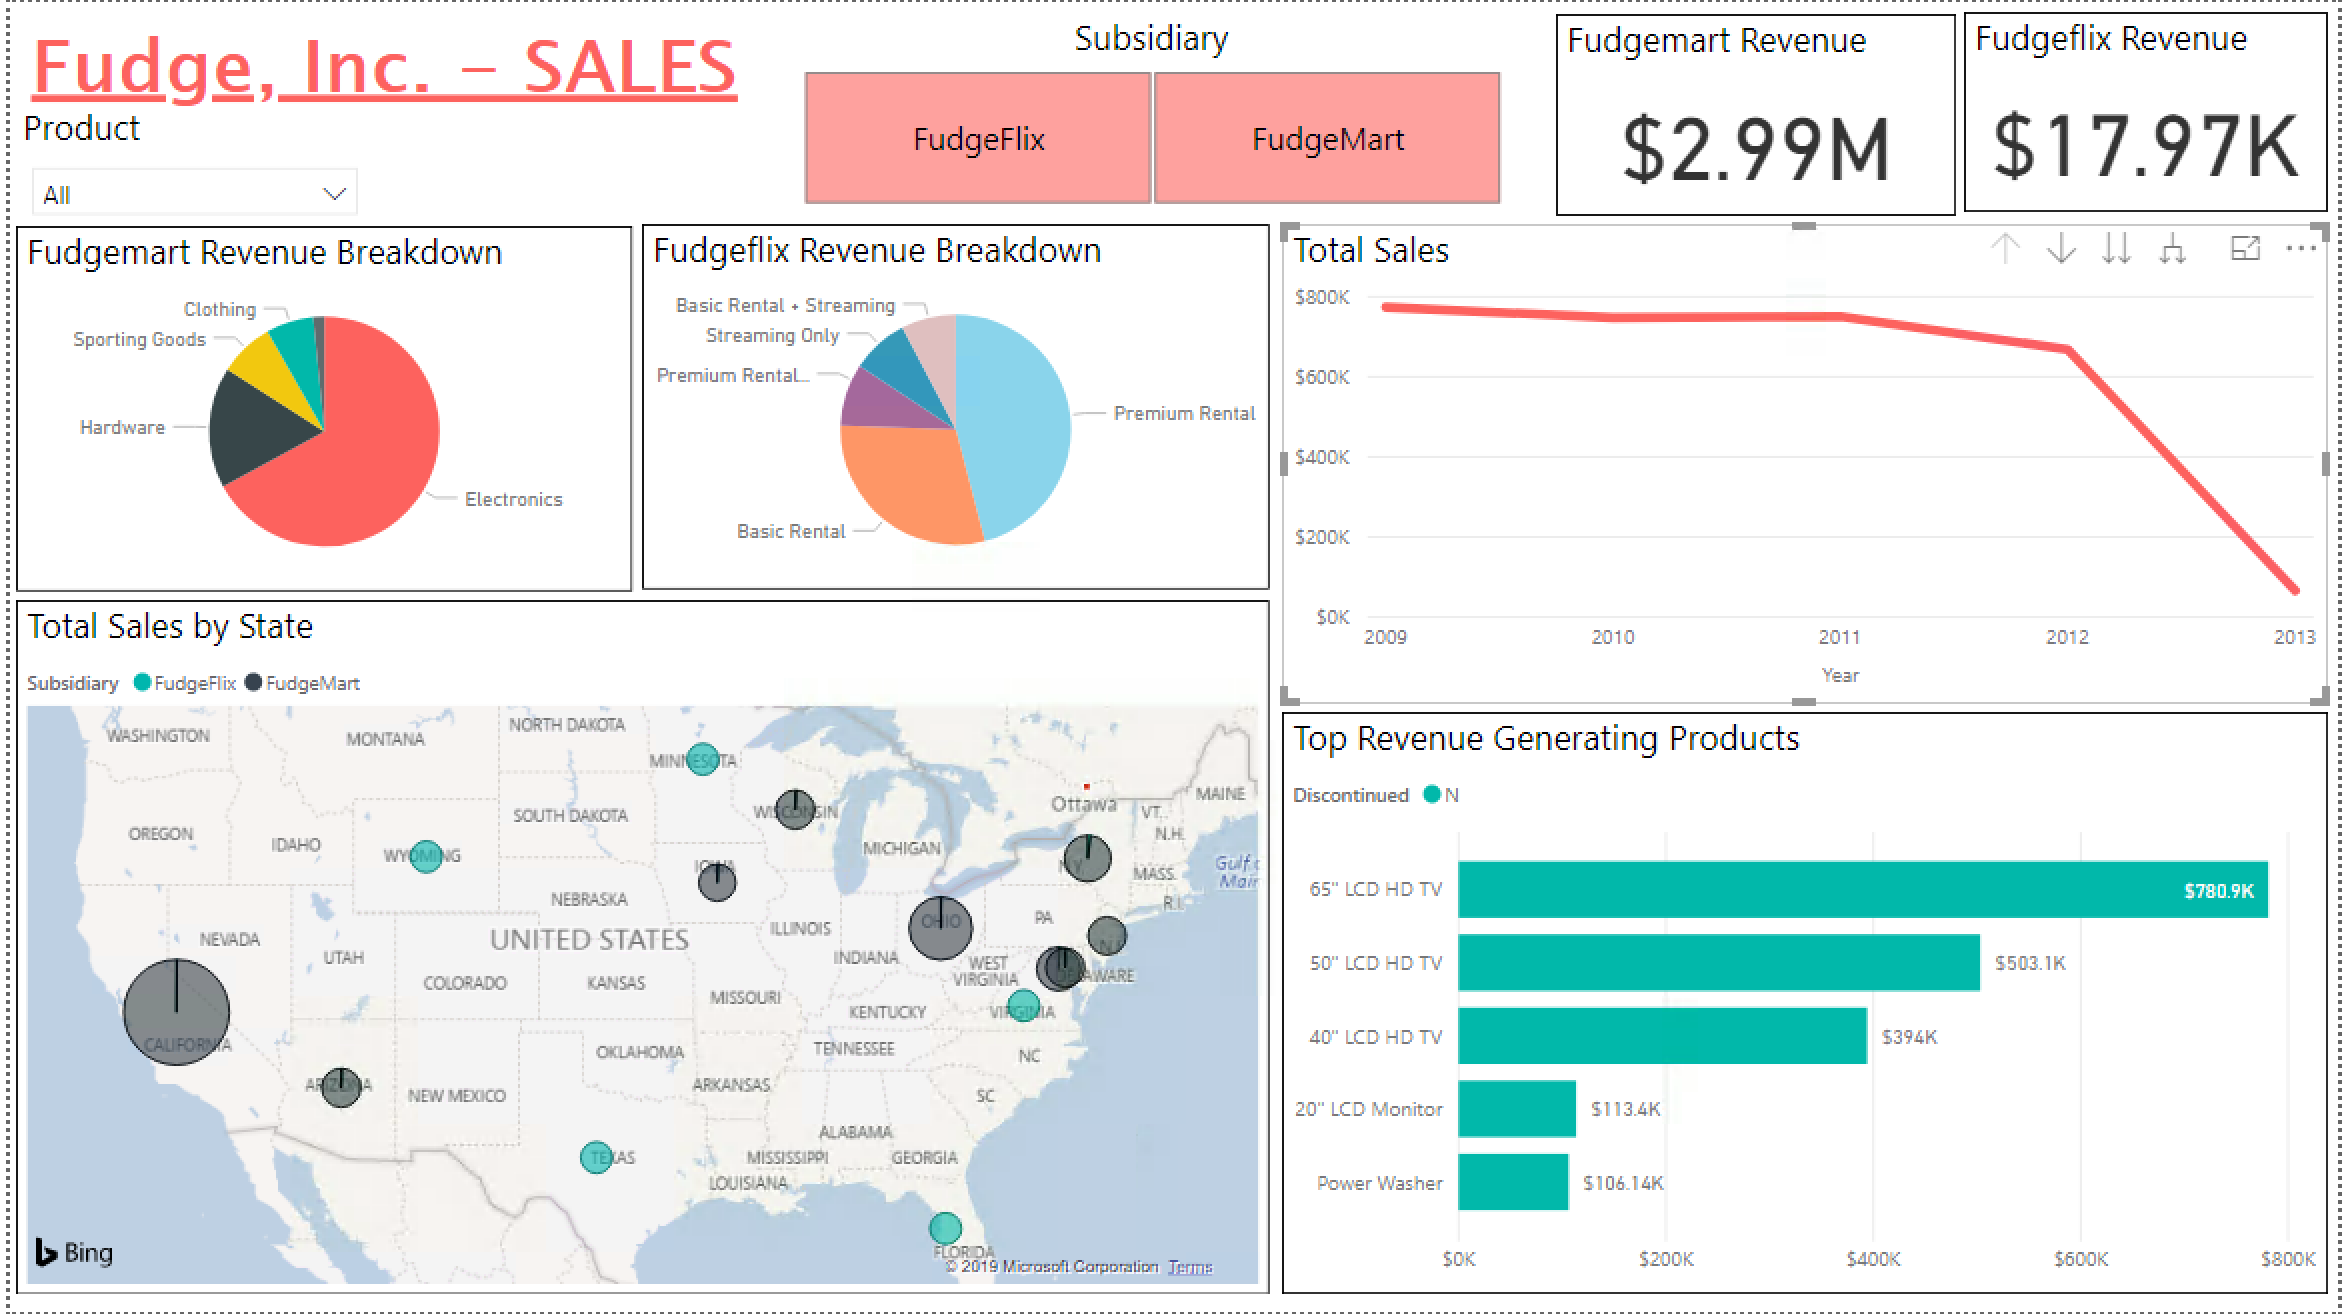 Fudge, Inc. – SALES
Product
All
Subsidiary
FudgeFlix
FudgeMart
Fudgemart Revenue
$2.99M
Fudgeflix Revenue
$17.97K
Fudgemart Revenue Breakdown
Clothing
Sporting Goods
Hardware
Electronics
Fudgeflix Revenue Breakdown
Basic Rental + Streaming
Streaming Only
Premium Rental...
Premium Rental
Basic Rental
Total Sales
$800K
$600K
$400K
$200K
$0K
2009 2010 2011 2012 2013
Year
Total Sales by State
Subsidiary FudgeFlix FudgeMart
WASHINGTON
MONTANA
NORTH DAKOTA
MINNESOTA
OREGON
IDAHO
WYOMING
SOUTH DAKOTA
WISCONSIN
MICHIGAN
Ottawa
VT.
MAINE
N.H.
N.Y.
MASS.
R.I.
Gulf
IOWA
NEBRASKA
NEVADA
UTAH
UNITED STATES
ILLINOIS
INDIANA
OHIO
PA
N.J.
COLORADO
KANSAS
MISSOURI
WEST
VIRGINIA
DELAWARE
KENTUCKY
VIRGINIA
CALIFORNIA
ARIZONA
NEW MEXICO
OKLAHOMA
TENNESSEE
NC
ARKANSAS
SC
TEXAS
ALABAMA
MISSISSIPPI
GEORGIA
LOUISIANA
FLORIDA
Bing
© 2019 Microsoft Corporation Terms
Top Revenue Generating Products
Discontinued N
65" LCD HD TV $780.9K
50" LCD HD TV $503.1K
40" LCD HD TV $394K
20" LCD Monitor $113.4K
Power Washer $106.14K
$0K $200K $400K $600K $800K